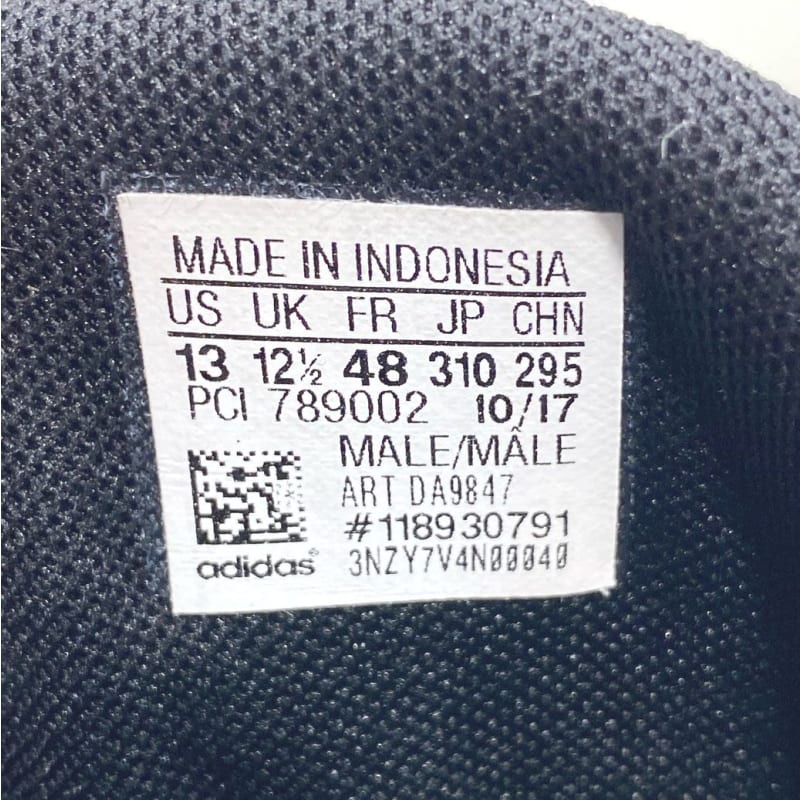 MADE IN INDONESIA
US UK FR JP CHN
13 12½ 48 310 295
PCI 789002 10/17
MALE/MÂLE
ART DA9847
#118930791
adidas® 3NZY7V4N00040